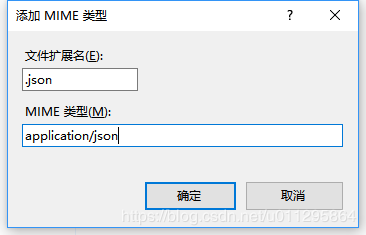 添加 MIME 类型
文件扩展名(E):
.json
MIME 类型(M):
application/json
确定
取消
https://blog.csdn.net/u011295864